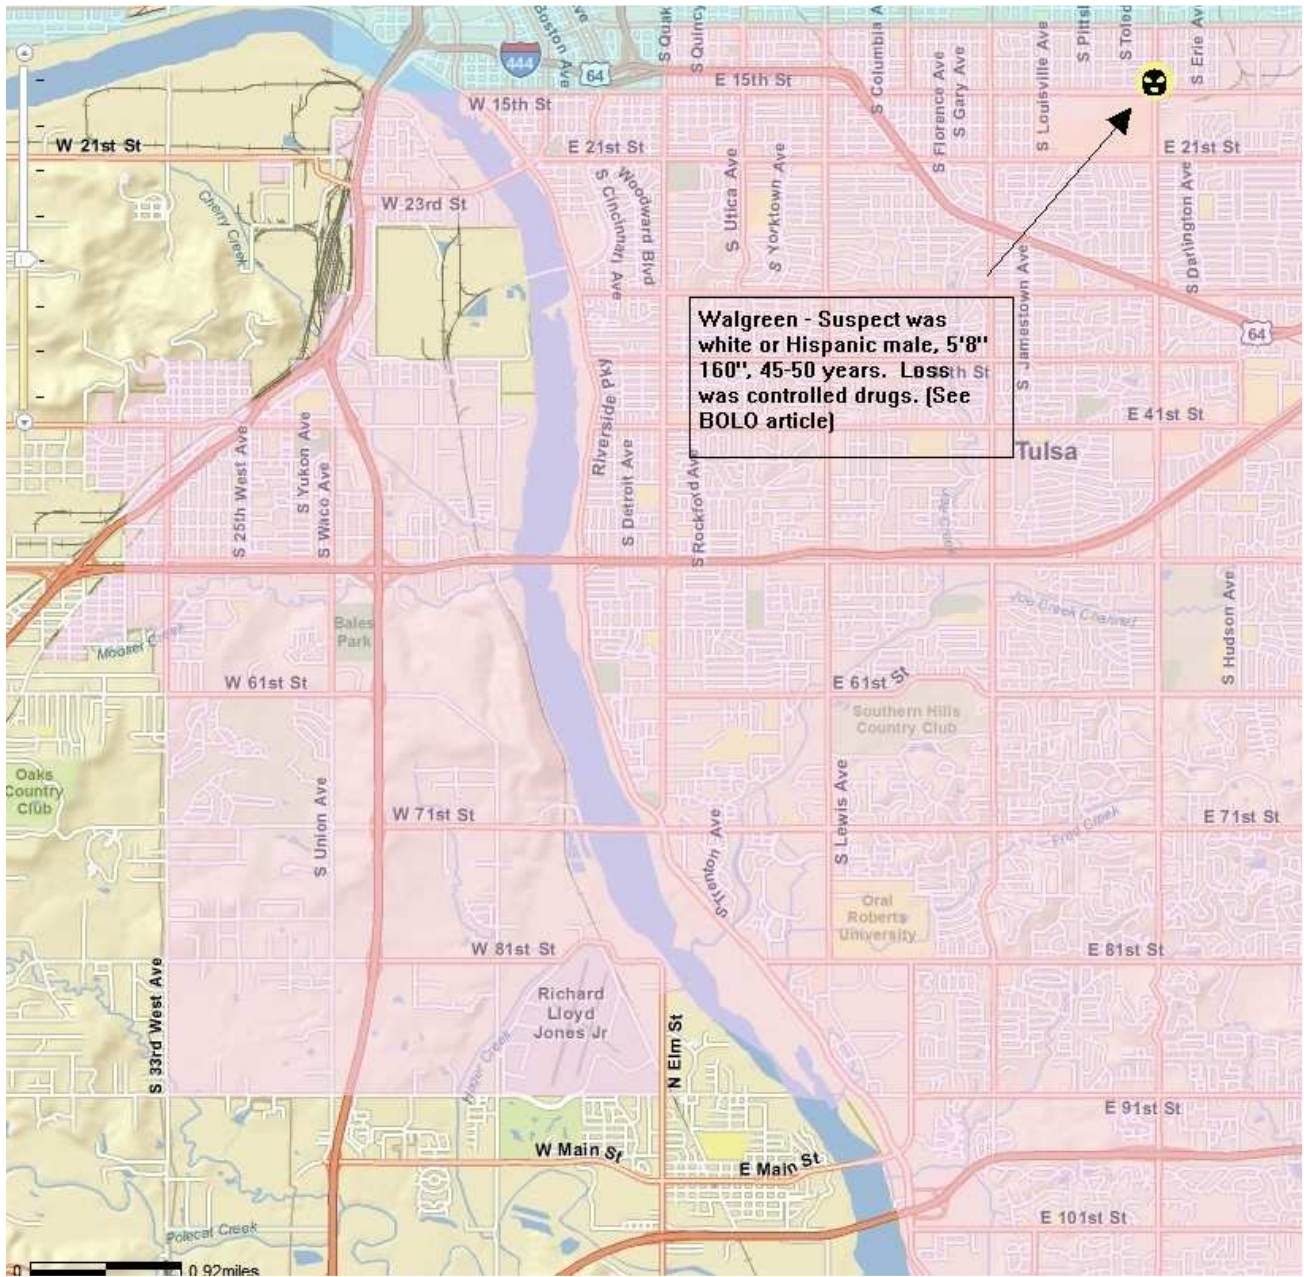 Boston Ave
S Quincy
S Columbia A
S Louisville Ave
S Erie Ave
444
64
E 15th St
W 15th St
S Florence Ave
S Gary Ave
W 21st St
E 21st St
E 21st St
Cherry Creek
W 23rd St
S Cincinnati Ave
Woodward Blvd
S Utica Ave
S Yorktown Ave
S Darlington Ave
S Jamestown Ave
64
Walgreen - Suspect was
white or Hispanic male, 5'8"
160", 45-50 years. Loss
was controlled drugs. (See
BOLO article)
th St
Riverside Pky
E 41st St
Tulsa
S 25th West Ave
S Yukon Ave
S Waco Ave
S Detroit Ave
S Rockford Ave
Joe Creek Channel
Bales
Park
Mooser Creek
S Hudson Ave
W 61st St
E 61st St
Southern Hills
Country Club
Oaks
Country
Club
S Union Ave
W 71st St
S Trenton Ave
S Lewis Ave
Fred Creek
E 71st St
Oral
Roberts
University
W 81st St
E 81st St
S 33rd West Ave
Richard
Lloyd
Jones Jr
Hager Creek
N Elm St
E 91st St
W Main St
E Main St
Polecat Creek
E 101st St
0
0.92miles